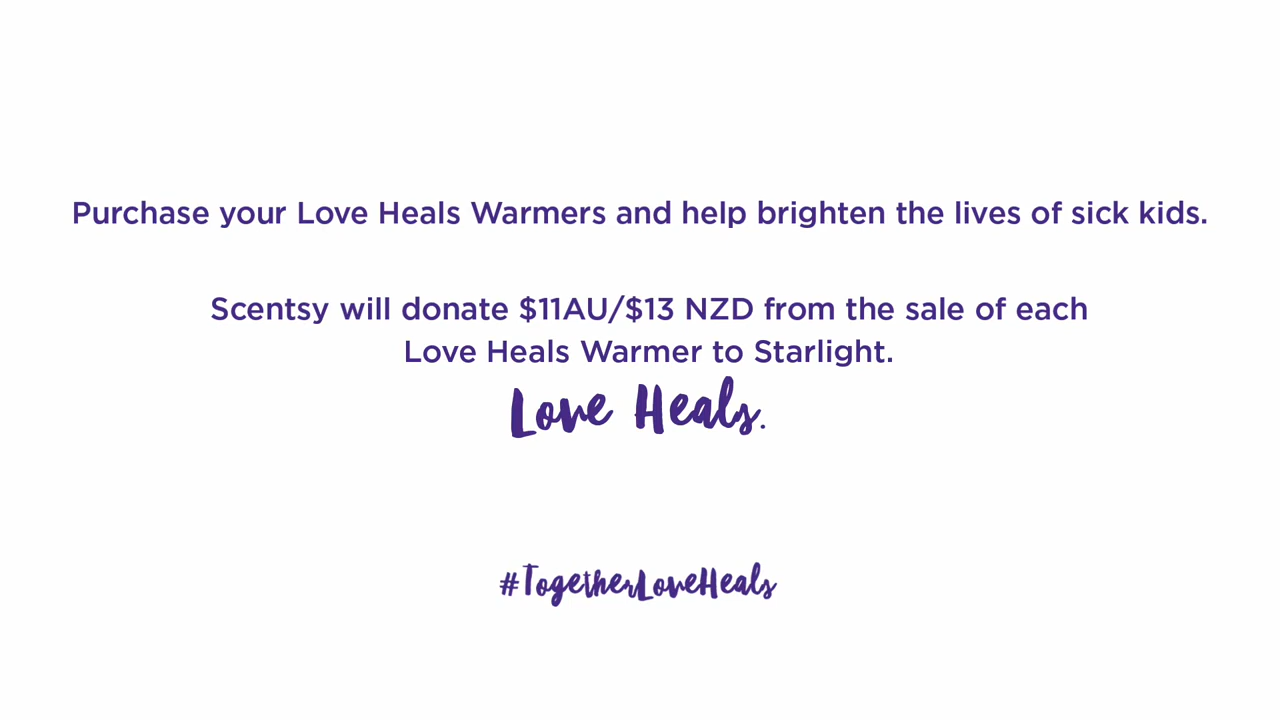 Purchase your Love Heals Warmers and help brighten the lives of sick kids.
Scentsy will donate $11AU/$13 NZD from the sale of each
Love Heals Warmer to Starlight.
Love Heals.
#TogetherLoveHeals